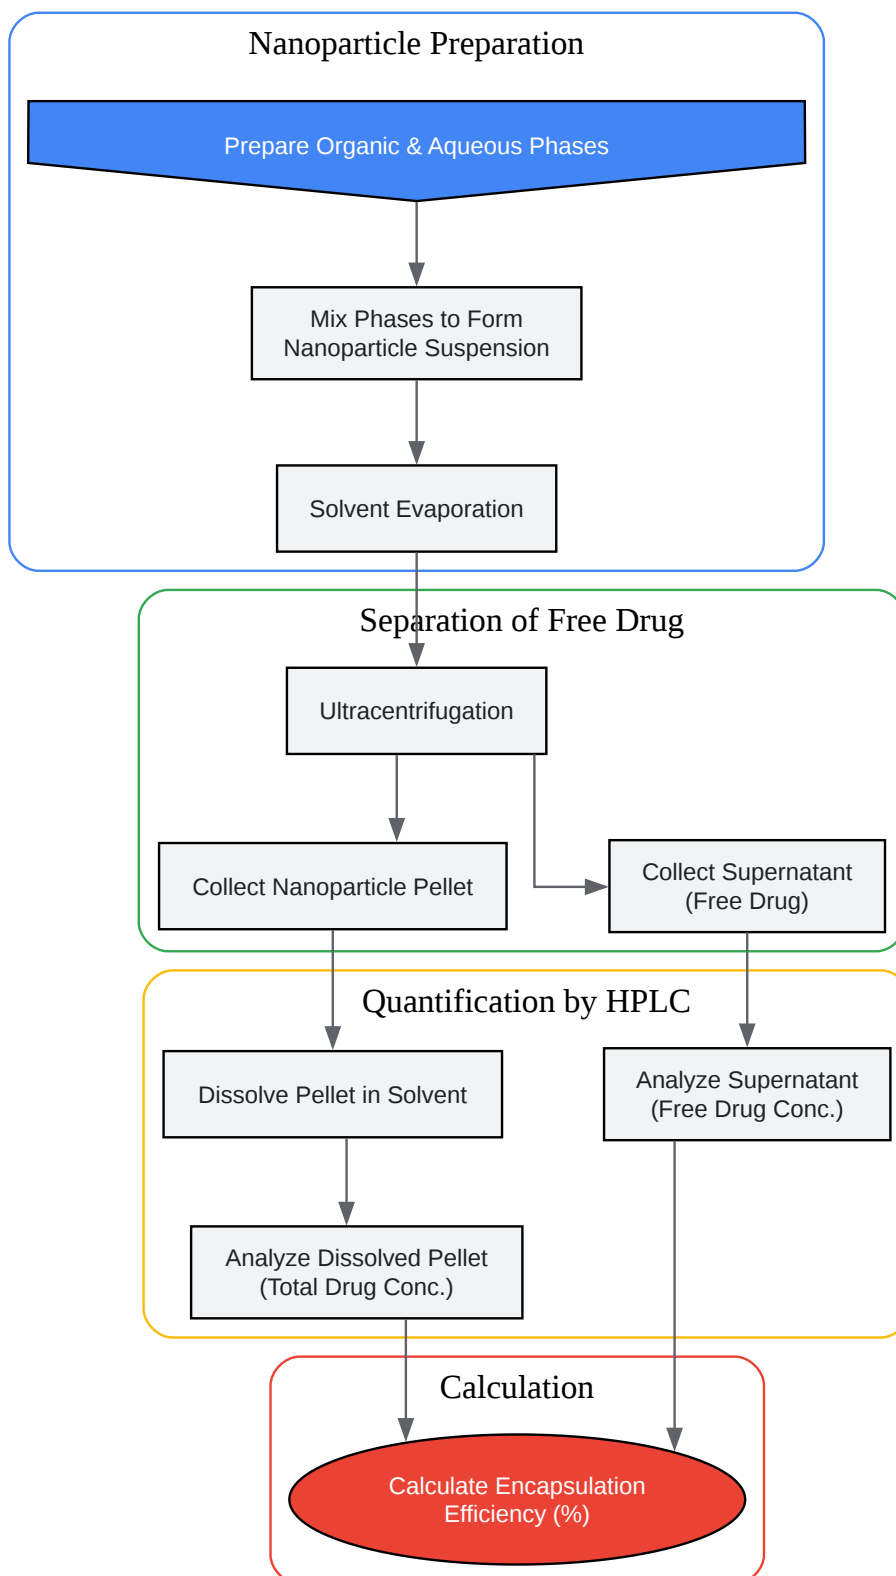 Nanoparticle Preparation
Prepare Organic & Aqueous Phases
Mix Phases to Form
Nanoparticle Suspension
Solvent Evaporation
Separation of Free Drug
Ultracentrifugation
Collect Nanoparticle Pellet
Collect Supernatant
(Free Drug)
Quantification by HPLC
Dissolve Pellet in Solvent
Analyze Supernatant
(Free Drug Conc.)
Analyze Dissolved Pellet
(Total Drug Conc.)
Calculation
Calculate Encapsulation
Efficiency (%)